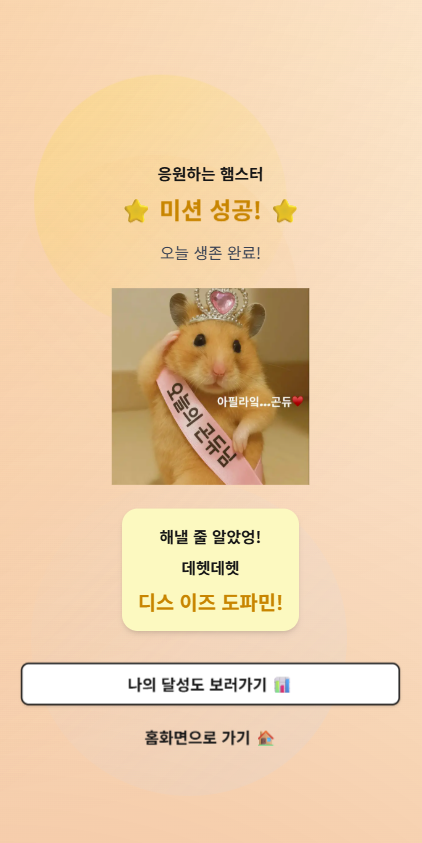 응원하는 햄스터
⭐ 미션 성공! ⭐
오늘 생존 완료!
아필라잌...곤듀♥
오늘의 곤듀님
해낼 줄 알았엉!
데헷데헷
디스 이즈 도파민!
나의 달성도 보러가기 📊
홈화면으로 가기 🏠